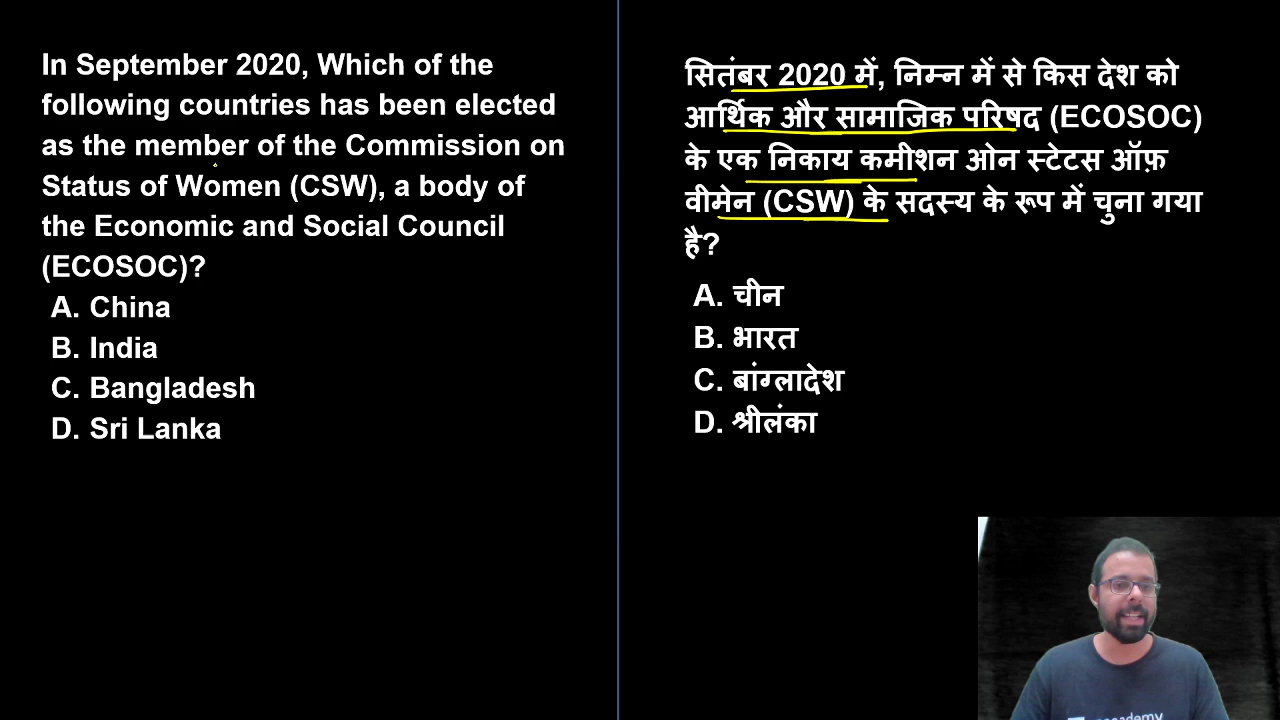 In September 2020, Which of the
following countries has been elected
as the member of the Commission on
Status of Women (CSW), a body of
the Economic and Social Council
(ECOSOC)?
A. China
B. India
C. Bangladesh
D. Sri Lanka
सितंबर 2020 में, निम्न में से किस देश को
आर्थिक और सामाजिक परिषद (ECOSOC)
के एक निकाय कमीशन ओन स्टेटस ऑफ़
वीमेन (CSW) के सदस्य के रूप में चुना गया
है?
A. चीन
B. भारत
C. बांग्लादेश
D. श्रीलंका